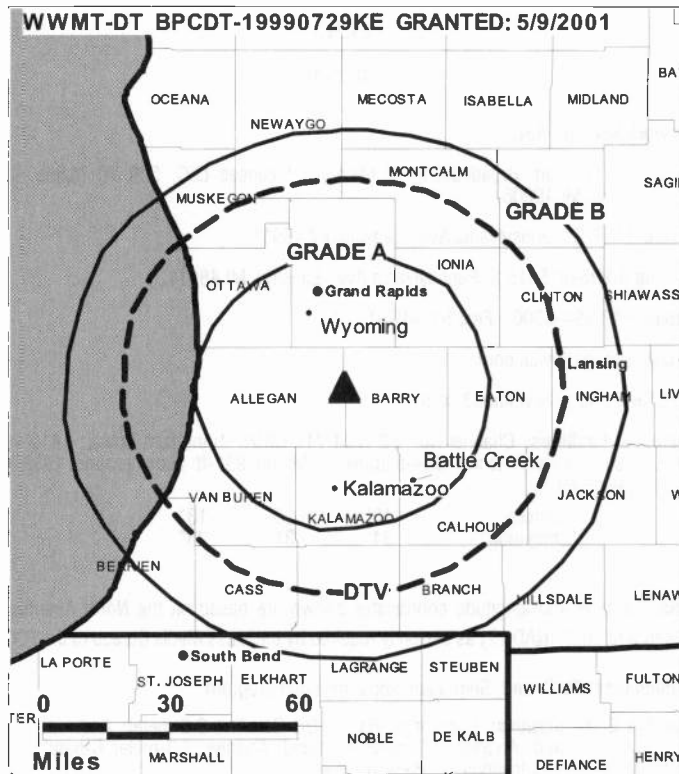 WWMT-DT BPCDT-19990729KE GRANTED: 5/9/2001
BA
OCEANA
MECOSTA
ISABELLA
MIDLAND
NEWAYGO
MONTCALM
SAGI
MUSKEGON
GRADE B
GRADE A
IONIA
OTTAWA
Grand Rapids
CLINTON
SHIAWASS
Wyoming
Lansing
ALLEGAN
BARRY
EATON
INGHAM
LIV
Battle Creek
VAN BUREN
Kalamazoo
JACKSON
W
KALAMAZOO
CALHOUN
BERRIEN
CASS
DTV
BRANCH
HILLSDALE
LENAW
South Bend
LA PORTE
LAGRANGE
STEUBEN
ST. JOSEPH
ELKHART
WILLIAMS
FULTON
0 30 60
TER
NOBLE
DE KALB
Miles
MARSHALL
DEFIANCE
HENRY